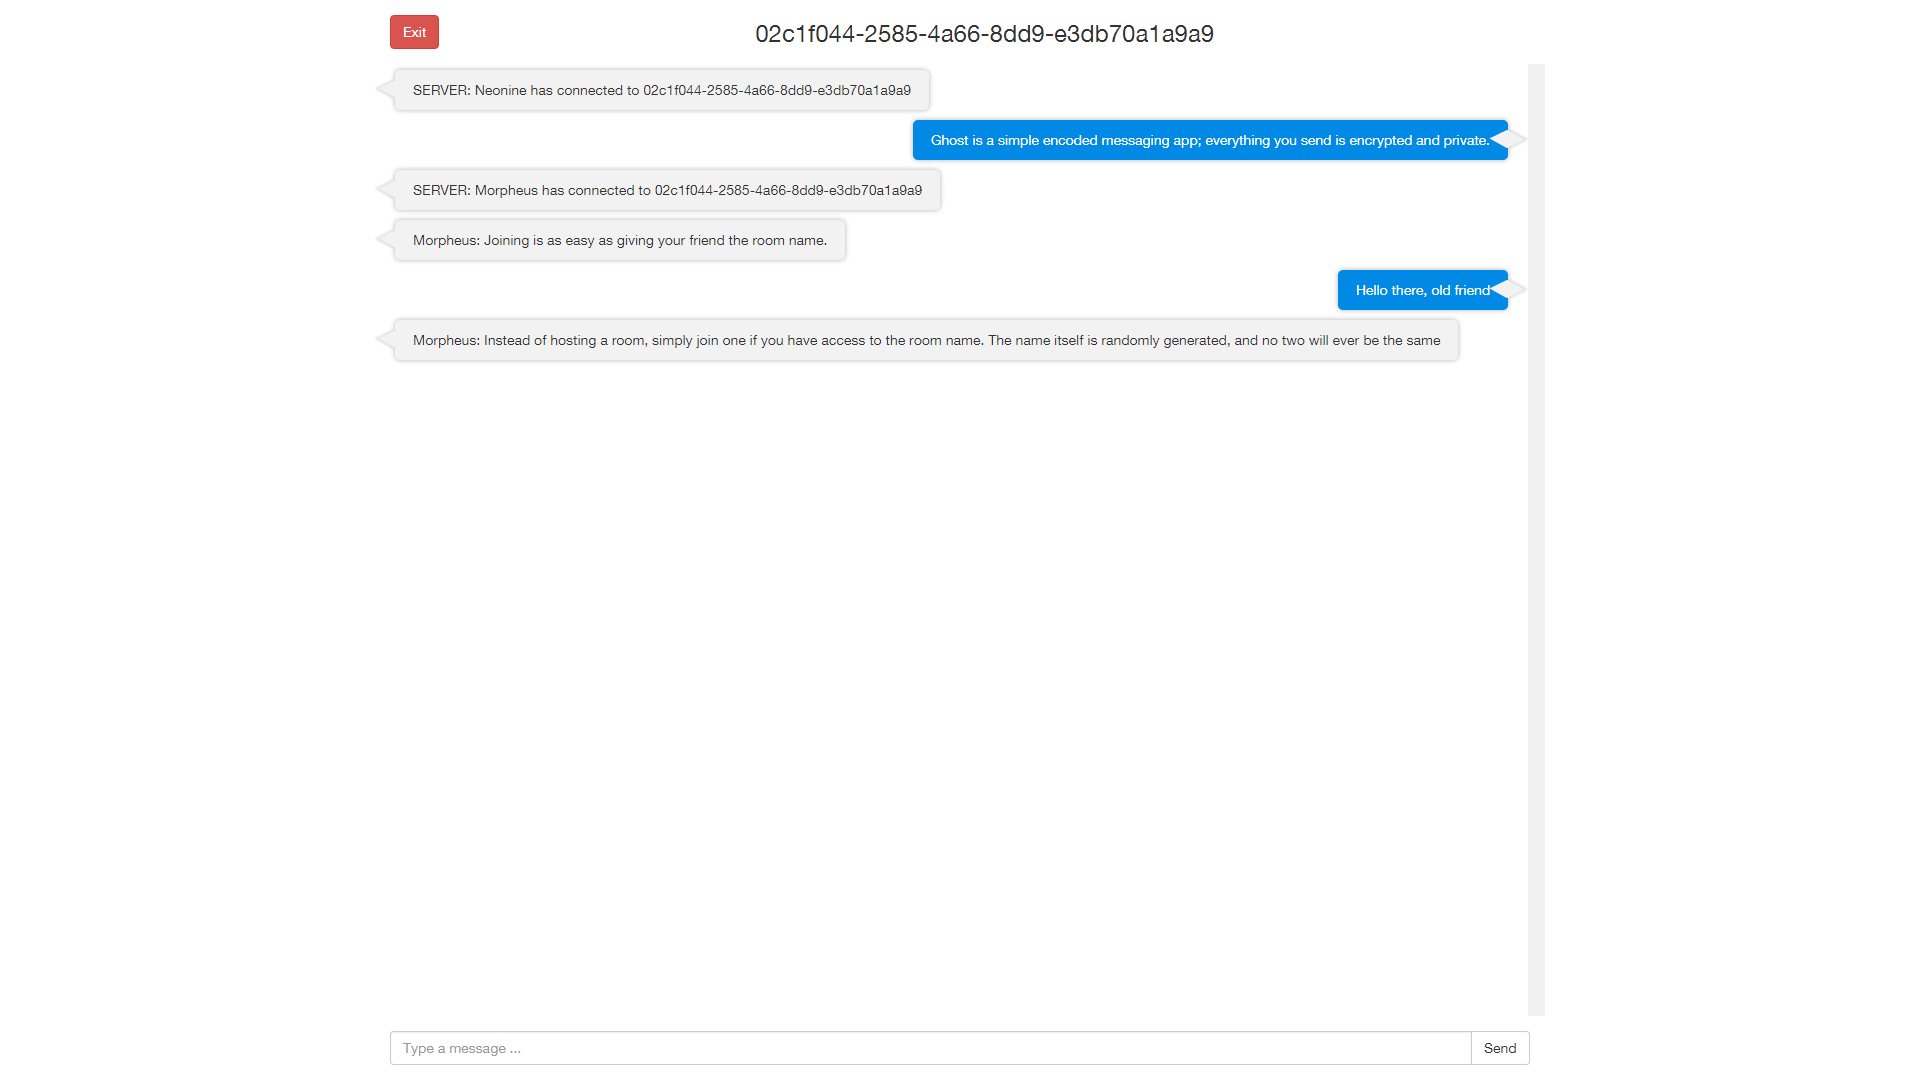 Exit
02c1f044-2585-4a66-8dd9-e3db70a1a9a9
SERVER: Neonine has connected to 02c1f044-2585-4a66-8dd9-e3db70a1a9a9
Ghost is a simple encoded messaging app; everything you send is encrypted and private.
SERVER: Morpheus has connected to 02c1f044-2585-4a66-8dd9-e3db70a1a9a9
Morpheus: Joining is as easy as giving your friend the room name.
Hello there, old friend
Morpheus: Instead of hosting a room, simply join one if you have access to the room name. The name itself is randomly generated, and no two will ever be the same
Type a message ...
Send